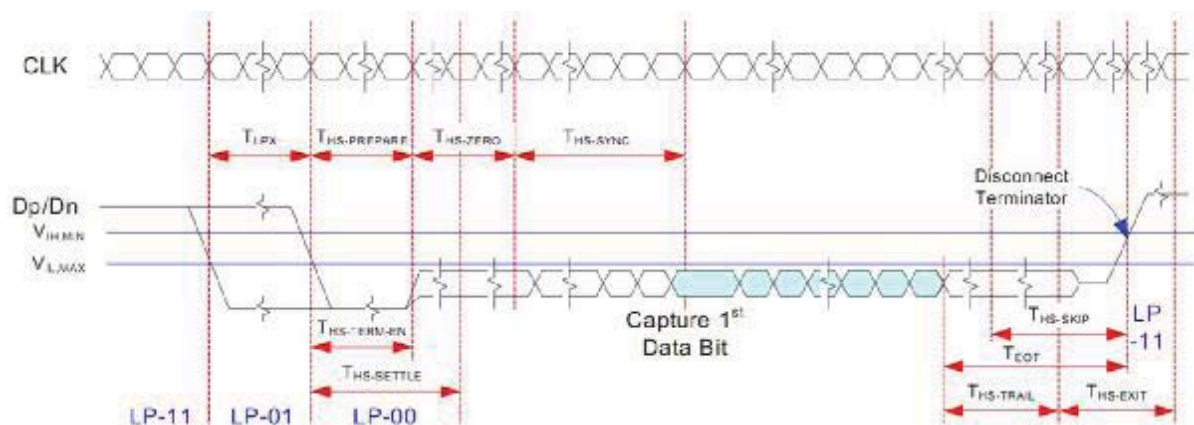 CLK
TLPX THS-PREPARE THS-ZERO THS-SYNC
Disconnect
Terminator
Dp/Dn
VIH,MIN
VIL,MAX
Capture 1st
Data Bit
THS-TERM-EN
THS-SKIP
LP
-11
TEOT
THS-SETTLE
THS-TRAIL THS-EXIT
LP-11 LP-01 LP-00